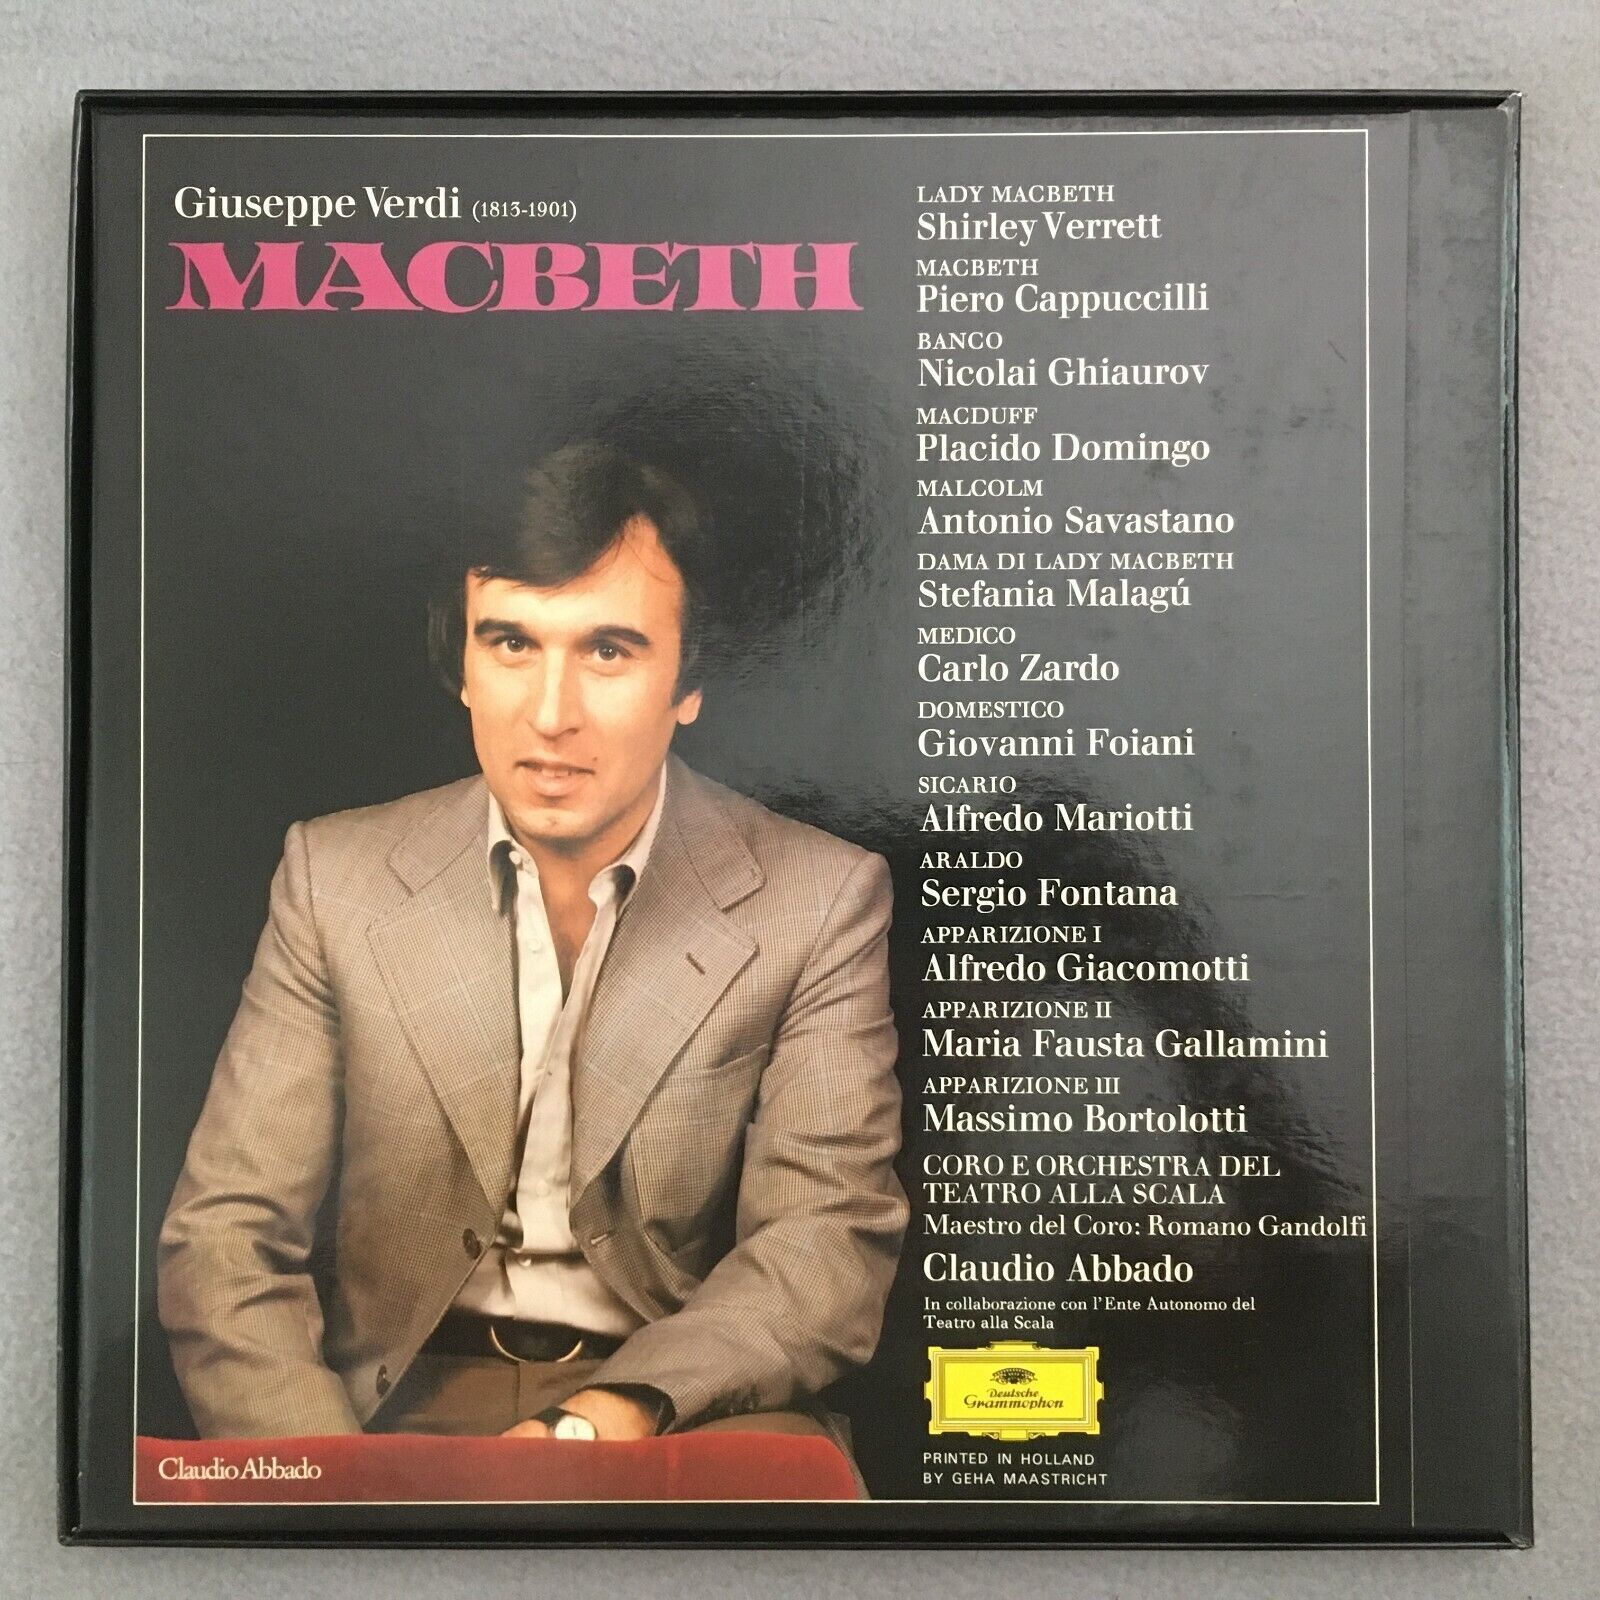 Giuseppe Verdi (1813-1901)
MACBETH
LADY MACBETH
Shirley Verrett
MACBETH
Piero Cappuccilli
BANCO
Nicolai Ghiaurov
MACDUFF
Placido Domingo
MALCOLM
Antonio Savastano
DAMA DI LADY MACBETH
Stefania Malagú
MEDICO
Carlo Zardo
DOMESTICO
Giovanni Foiani
SICARIO
Alfredo Mariotti
ARALDO
Sergio Fontana
APPARIZIONE I
Alfredo Giacomotti
APPARIZIONE II
Maria Fausta Gallamini
APPARIZIONE III
Massimo Bortolotti
CORO E ORCHESTRA DEL
TEATRO ALLA SCALA
Maestro del Coro: Romano Gandolfi
Claudio Abbado
In collaborazione con l'Ente Autonomo del
Teatro alla Scala
Deutsche
Grammophon
PRINTED IN HOLLAND
BY GEHA MAASTRICHT
Claudio Abbado